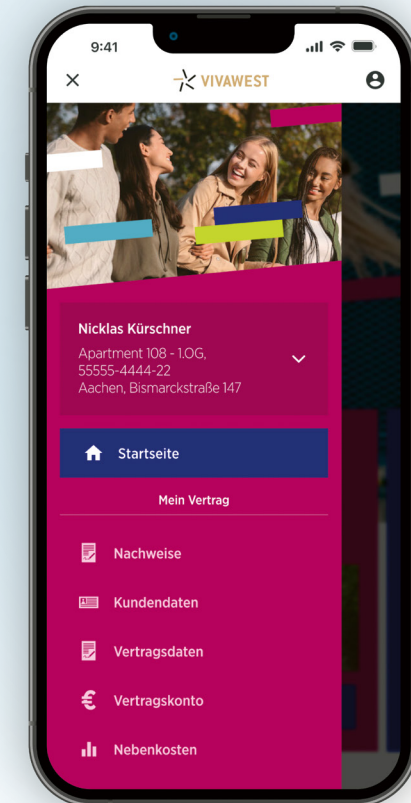 9:41
VIVAWEST
Nicklas Kürschner
Apartment 108 - 1.OG,
55555-4444-22
Aachen, Bismarckstraße 147
Startseite
Mein Vertrag
Nachweise
Kundendaten
Vertragsdaten
Vertragskonto
Nebenkosten